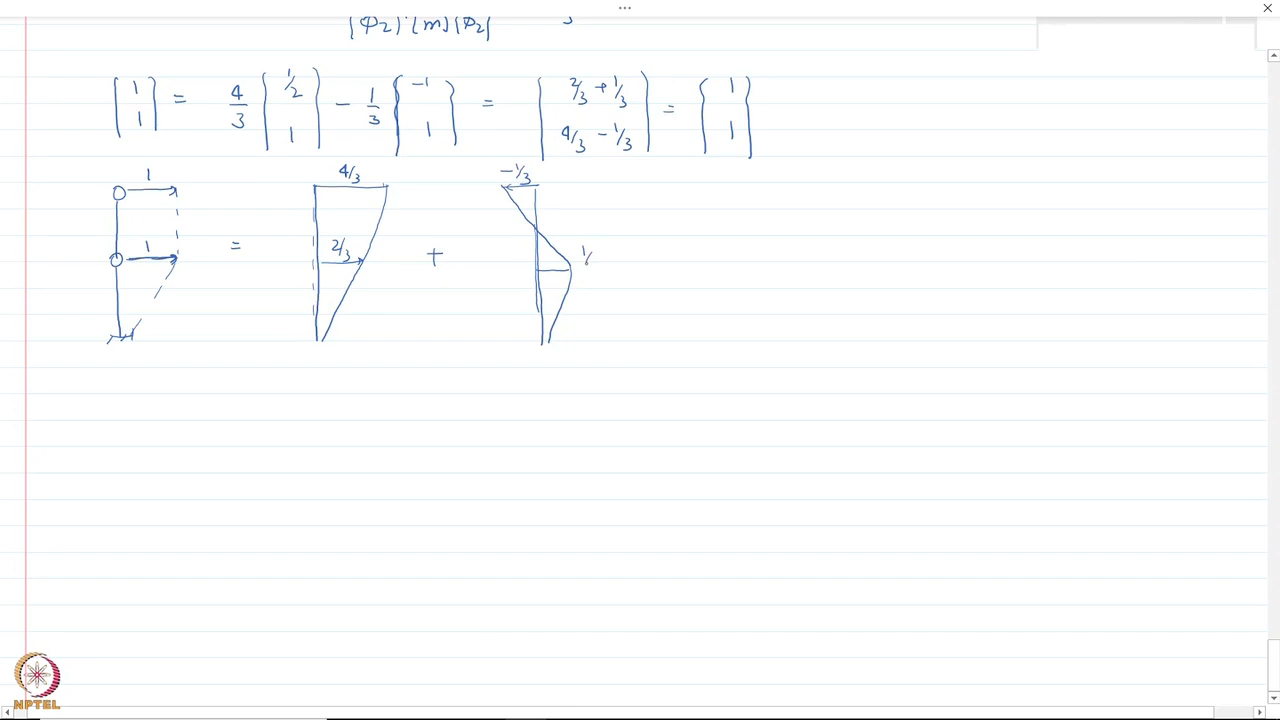 {ϕ₂}ᵀ[m]{ϕ₂} 3
{1 1} = 4/3 {1/2 1} - 1/3 {-1 1} = {2/3 + 1/3 4/3 - 1/3} = {1 1}
1 4/3 -1/3
1 = 2/3 +
NPTEL